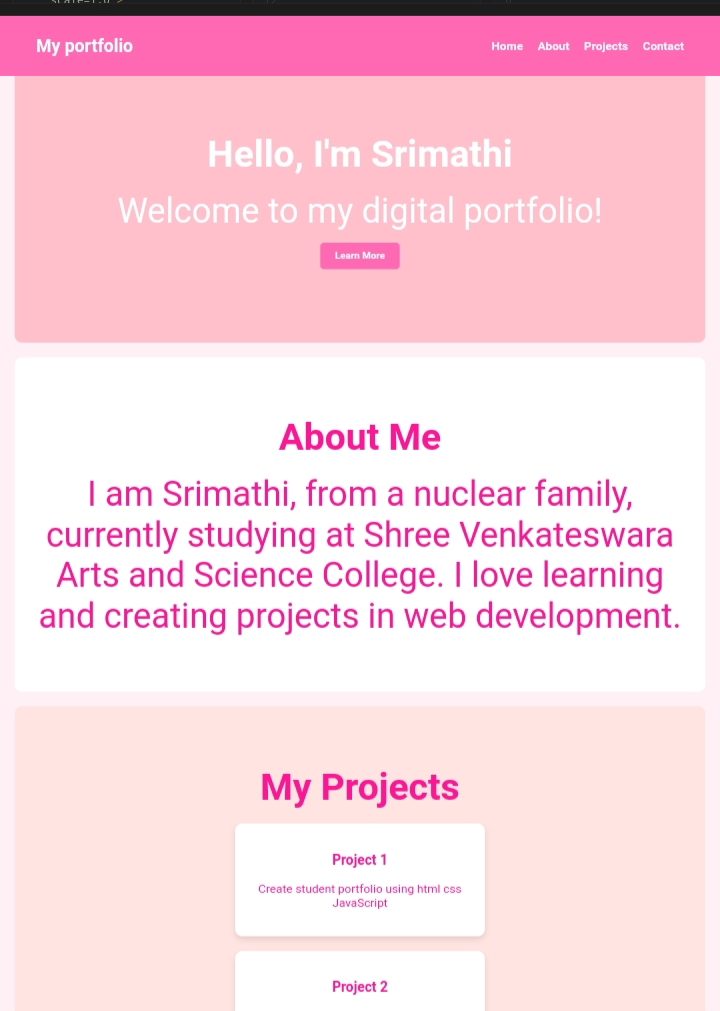 My portfolio
Home About Projects Contact
Hello, I'm Srimathi
Welcome to my digital portfolio!
Learn More
About Me
I am Srimathi, from a nuclear family,
currently studying at Shree Venkateswara
Arts and Science College. I love learning
and creating projects in web development.
My Projects
Project 1
Create student portfolio using html css
JavaScript
Project 2